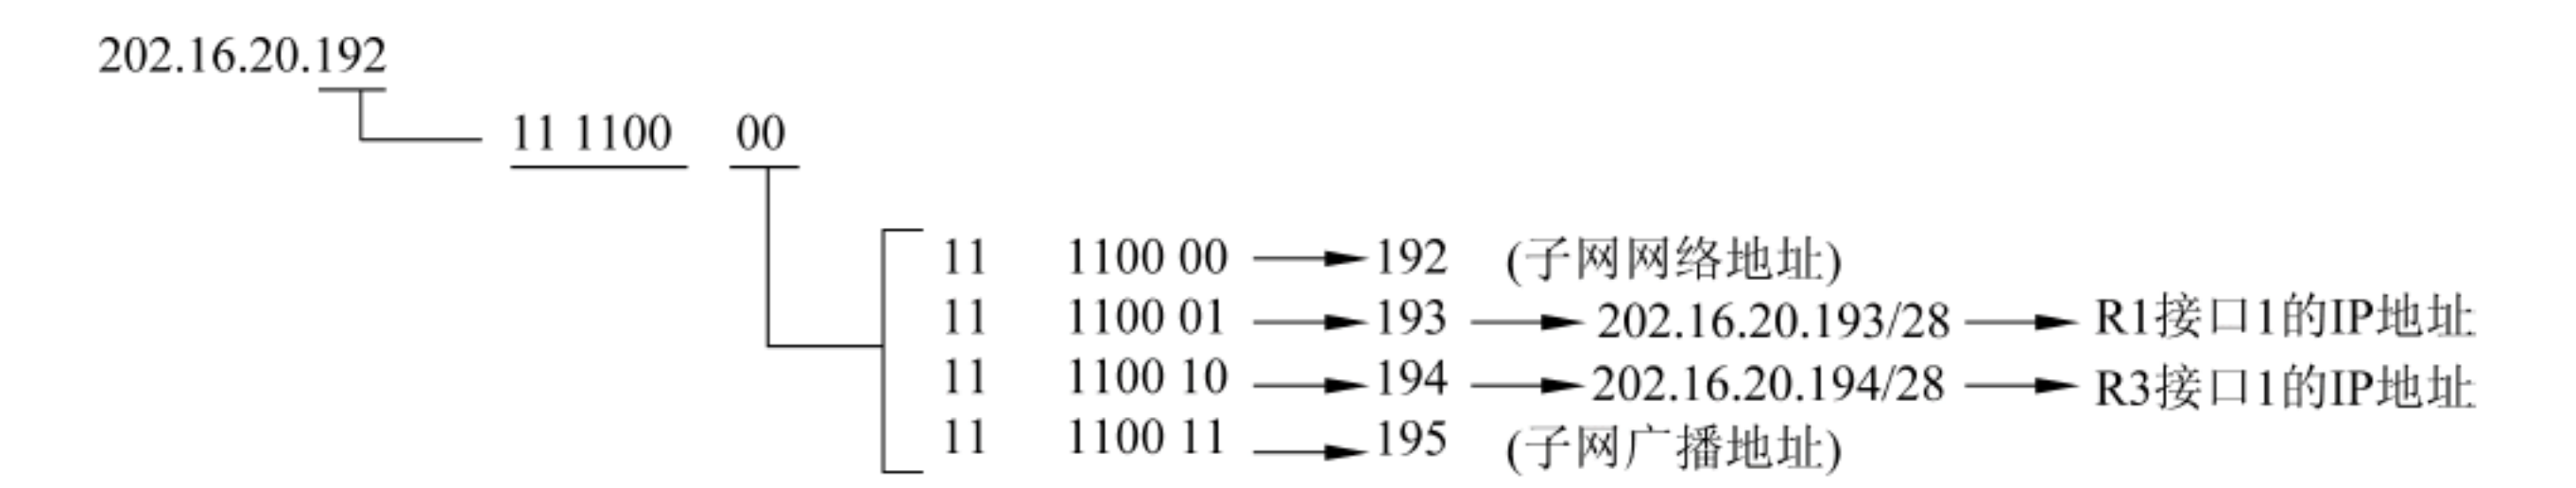 202.16.20.192
11 1100 00
11 1100 00 192 (子网网络地址)
11 1100 01 193 202.16.20.193/28 R1接口1的IP地址
11 1100 10 194 202.16.20.194/28 R3接口1的IP地址
11 1100 11 195 (子网广播地址)